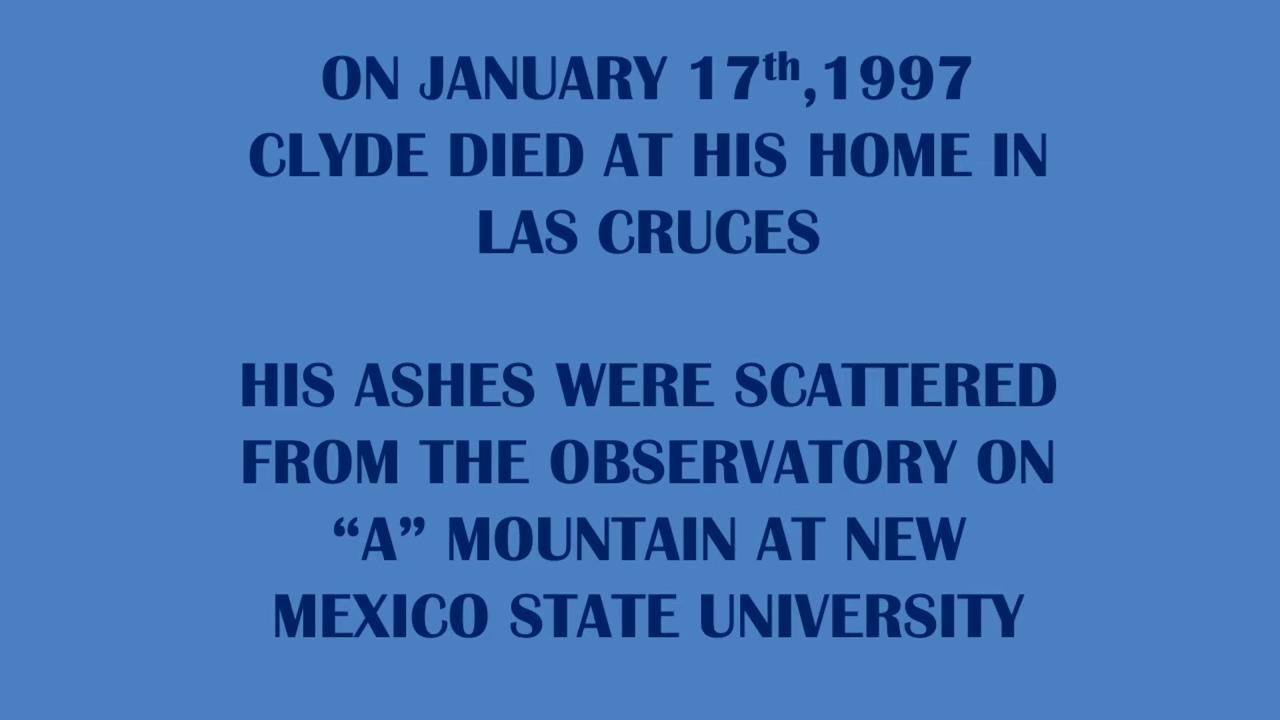 ON JANUARY 17th,1997
CLYDE DIED AT HIS HOME IN
LAS CRUCES
HIS ASHES WERE SCATTERED
FROM THE OBSERVATORY ON
“A” MOUNTAIN AT NEW
MEXICO STATE UNIVERSITY